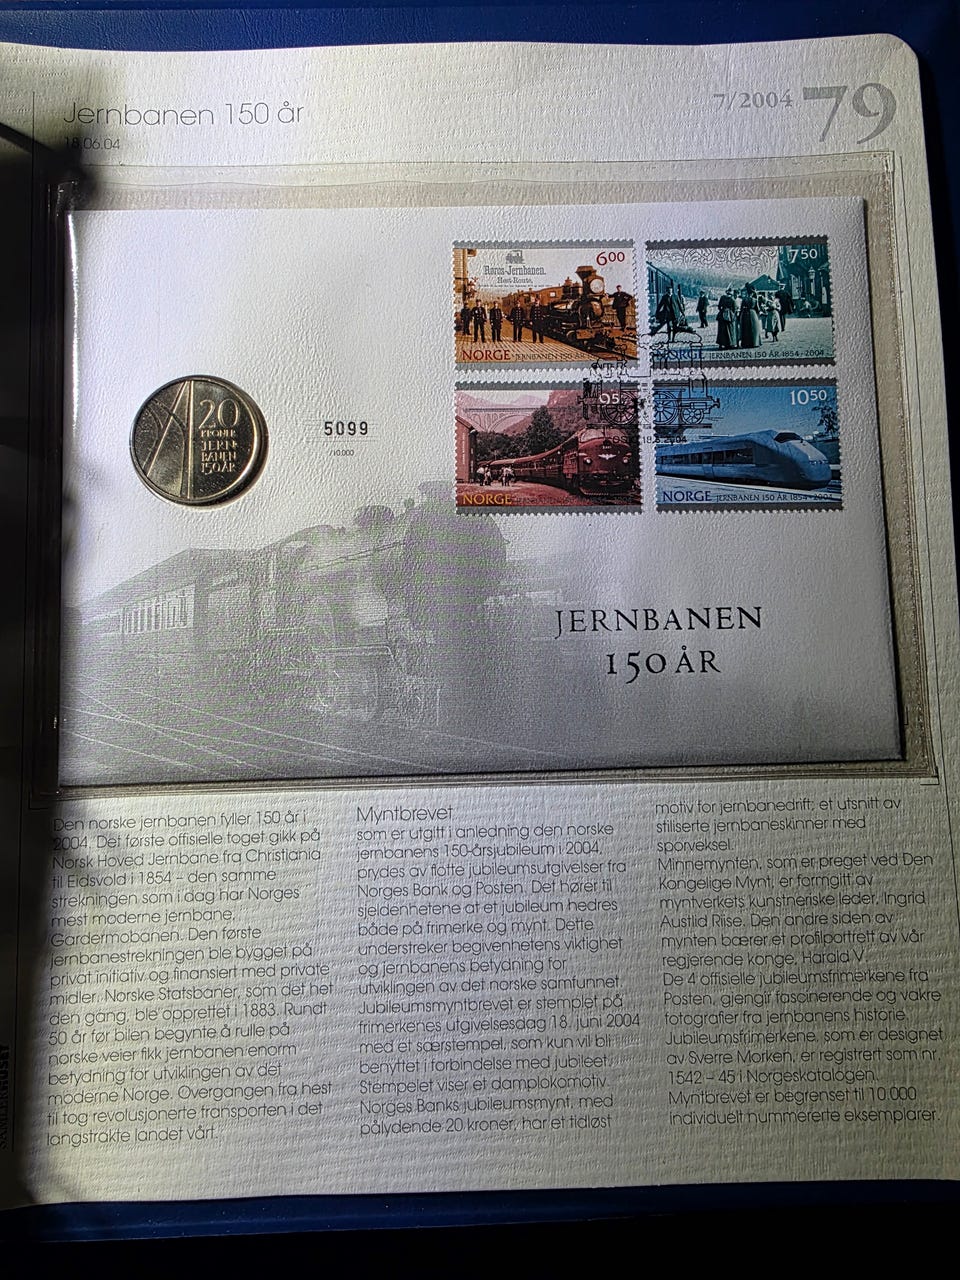 Jernbanen 150 år
18.06.04
7/2004 79
Røros-Jernbanen.
6 00
NORGE JERNBANEN 150 ÅR
7 50
NORGE JERNBANEN 150 ÅR 1854 - 2004
95
NORGE
10 50
NORGE JERNBANEN 150 ÅR 1854 - 2004
OSLO 18.6.2004
20
KRONER
JERN-
BANEN
150 ÅR
5099
/10.000
JERNBANEN
150 ÅR
Den norske jernbanen fyller 150 år i
2004. Det første offisielle toget gikk på
Norsk Hoved Jernbane fra Christiania
til Eidsvold i 1854 – den samme
strekningen som i dag har Norges
mest moderne jernbane,
Gardermobanen. Den første
jernbanestrekningen ble bygget på
privat initiativ og finansiert med private
midler. Norske Statsbaner, som det het
den gang, ble opprettet i 1883. Rundt
50 år før bilen begynte å rulle på
norske veier fikk jernbanen enorm
betydning for utviklingen av det
moderne Norge. Overgangen fra hest
til tog revolusjonerte transporten i det
langstrakte landet vårt.
Myntbrevet
som er utgitt i anledning den norske
jernbanens 150-årsjubileum i 2004,
prydes av flotte jubileumsutgivelser fra
Norges Bank og Posten. Det hører til
sjeldenhetene at et jubileum hedres
både på frimerke og mynt. Dette
understreker begivenhetens viktighet
og jernbanens betydning for
utviklingen av det norske samfunnet.
Jubileumsmyntbrevet er stemplet på
frimerkenes utgivelsesdag 18. juni 2004
med et særstempel, som kun vil bli
benyttet i forbindelse med jubileet.
Stempelet viser et damplokomotiv.
Norges Banks jubileumsmynt, med
pålydende 20 kroner, har et tidløst
motiv for jernbanedrift; et utsnitt av
stiliserte jernbaneskinner med
sporveksel.
Minnemynten, som er preget ved Den
Kongelige Mynt, er formgitt av
myntverkets kunstneriske leder, Ingrid
Austlid Riise. Den andre siden av
mynten bærer et profilportrett av vår
regjerende konge, Harald V.
De 4 offisielle jubileumsfrimerkene fra
Posten, gjengir fascinerende og vakre
fotografier fra jernbanens historie.
Jubileumsfrimerkene, som er designet
av Sverre Morken, er registrert som nr.
1542 – 45 i Norgeskatalogen.
Myntbrevet er begrenset til 10.000
individuelt nummererte eksemplarer.